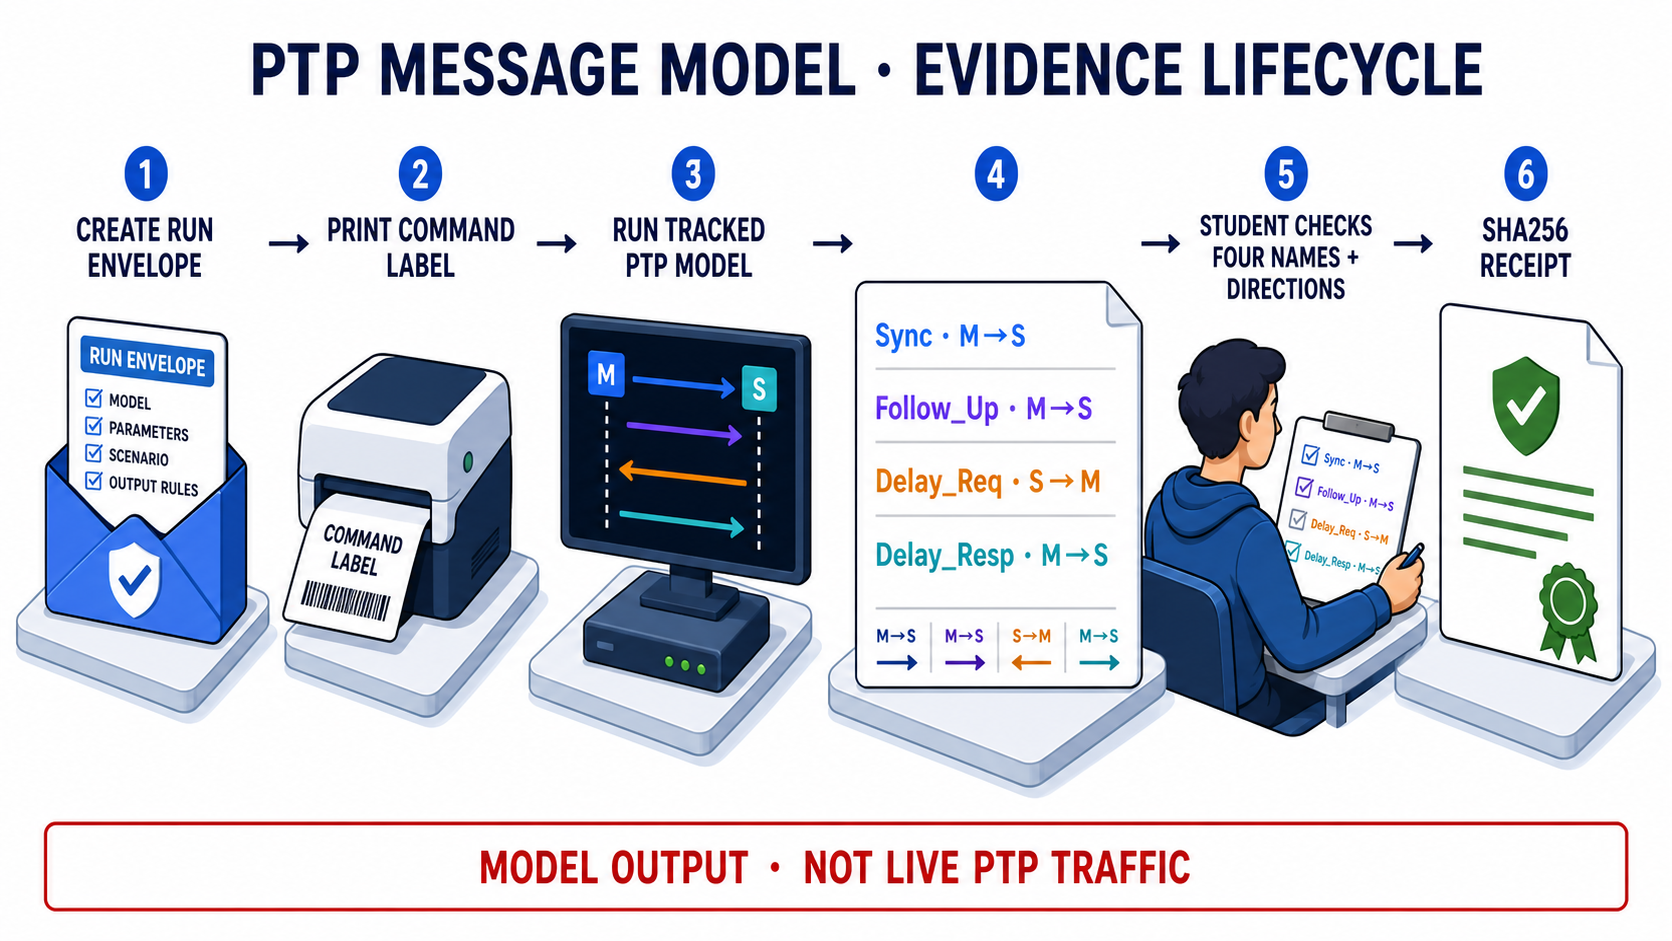 PTP MESSAGE MODEL · EVIDENCE LIFECYCLE
1
CREATE RUN
ENVELOPE
2
PRINT COMMAND
LABEL
3
RUN TRACKED
PTP MODEL
4
5
STUDENT CHECKS
FOUR NAMES +
DIRECTIONS
6
SHA256
RECEIPT
RUN ENVELOPE
MODEL
PARAMETERS
SCENARIO
OUTPUT RULES
COMMAND
LABEL
M
S
Sync · M→S
Follow_Up · M→S
Delay_Req · S→M
Delay_Resp · M→S
M→S M→S S→M M→S
Sync · M→S
Follow_Up · M→S
Delay_Req · S→M
Delay_Resp · M→S
MODEL OUTPUT · NOT LIVE PTP TRAFFIC